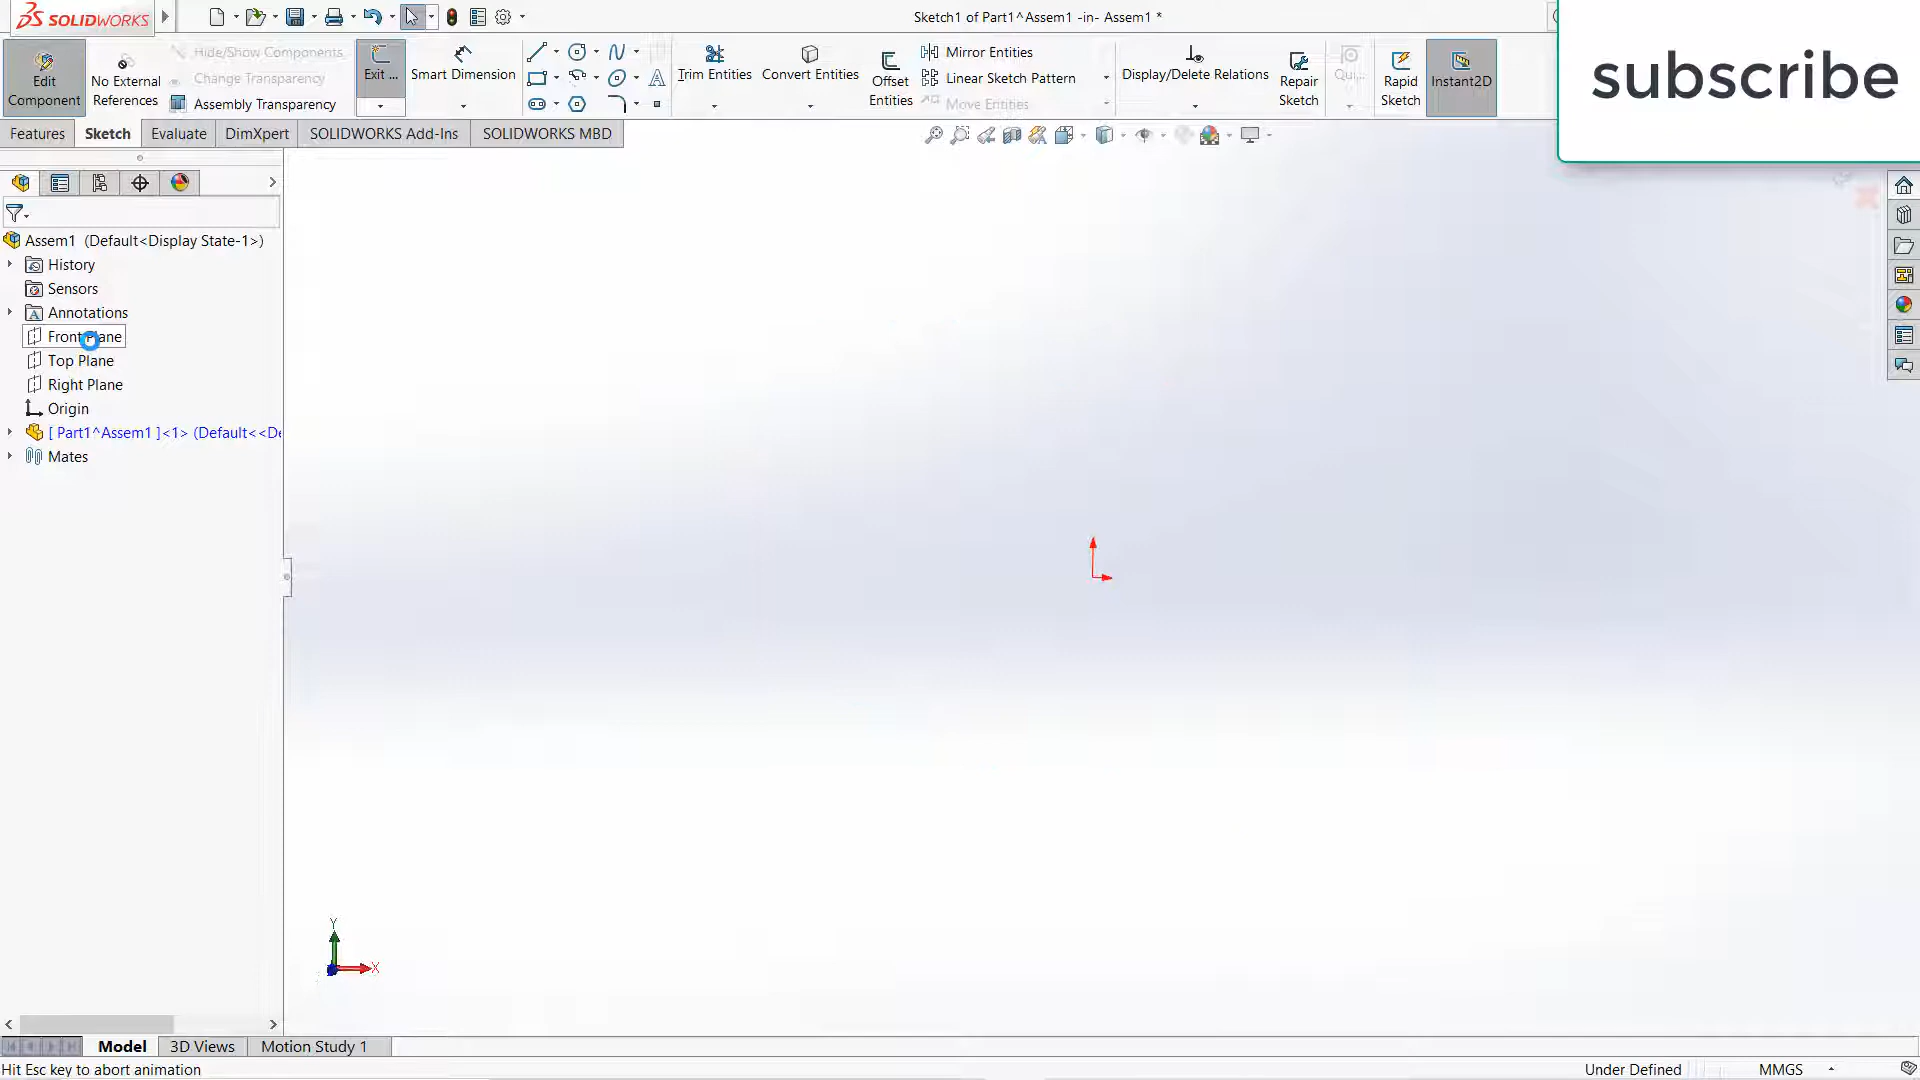 SOLIDWORKS
Sketch1 of Part1^Assem1 -in- Assem1 *
subscribe
Edit Component
No External References
Hide/Show Components
Change Transparency
Assembly Transparency
Exit ...
Smart Dimension
Trim Entities
Convert Entities
Offset Entities
Mirror Entities
Linear Sketch Pattern
Move Entities
Display/Delete Relations
Repair Sketch
Qui...
Rapid Sketch
Instant2D
Features
Sketch
Evaluate
DimXpert
SOLIDWORKS Add-Ins
SOLIDWORKS MBD
Assem1 (Default<Display State-1>)
History
Sensors
Annotations
Front Plane
Top Plane
Right Plane
Origin
[ Part1^Assem1 ]<1> (Default<<De
Mates
Y
X
Model
3D Views
Motion Study 1
Hit Esc key to abort animation
Under Defined
MMGS